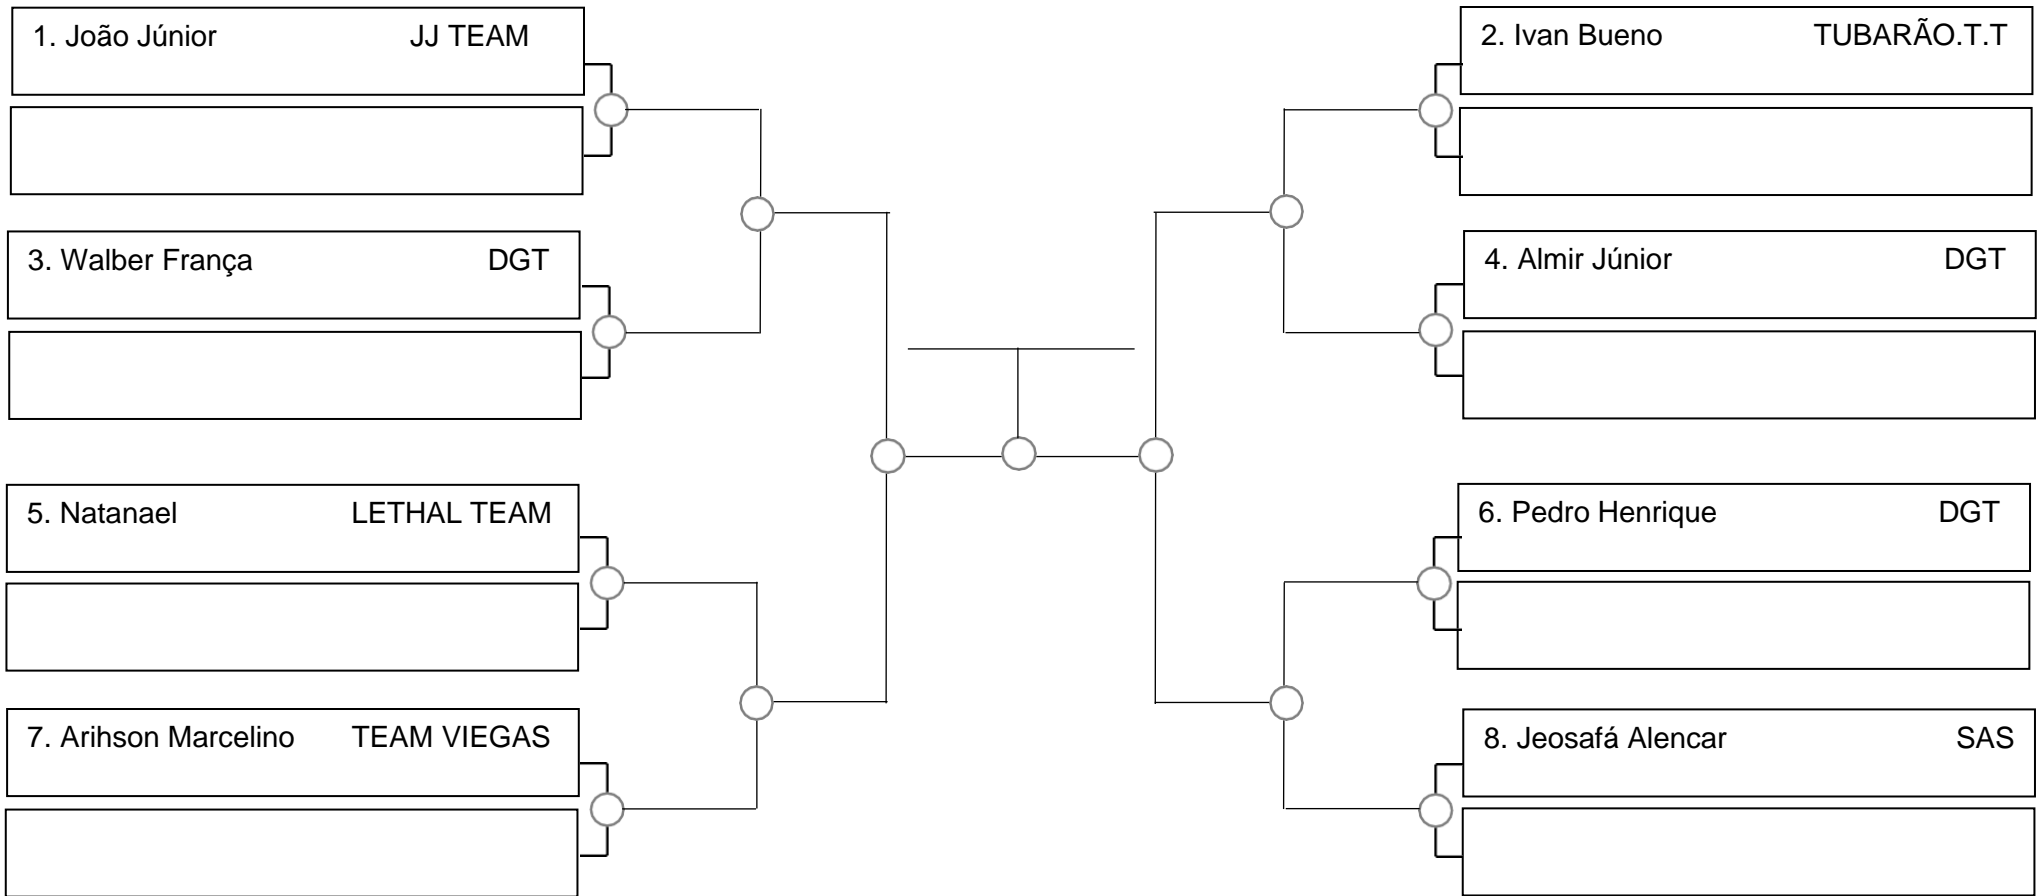 1. João Júnior JJ TEAM
2. Ivan Bueno TUBARÃO.T.T
3. Walber França DGT
4. Almir Júnior DGT
5. Natanael LETHAL TEAM
6. Pedro Henrique DGT
7. Arihson Marcelino TEAM VIEGAS
8. Jeosafá Alencar SAS